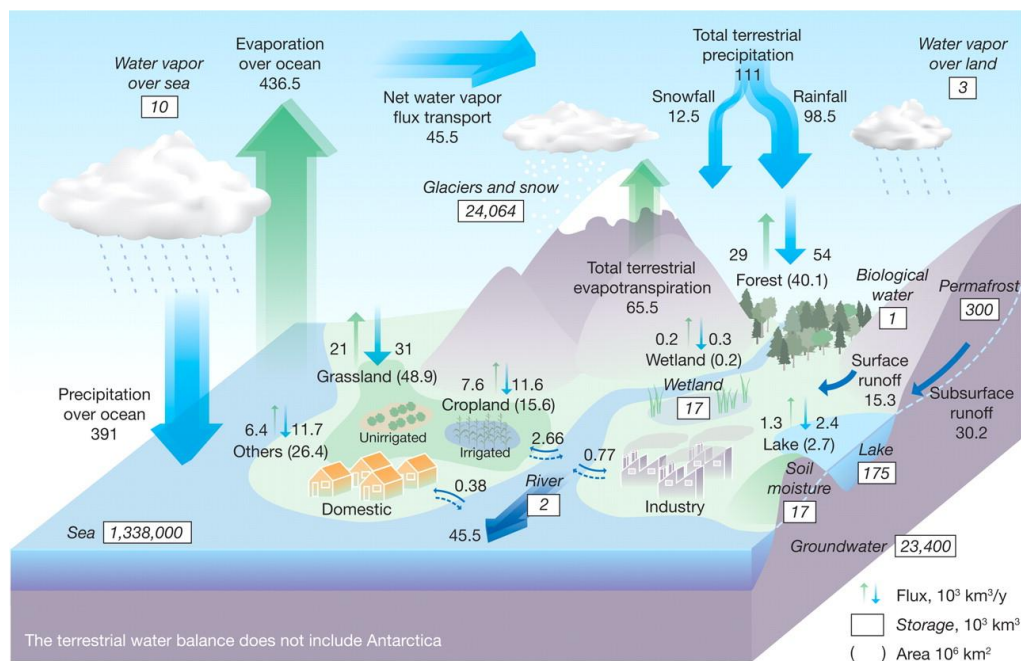 Water vapor
over sea
10
Evaporation
over ocean
436.5
Net water vapor
flux transport
45.5
Total terrestrial
precipitation
111
Snowfall
12.5
Rainfall
98.5
Water vapor
over land
3
Glaciers and snow
24,064
Total terrestrial
evapotranspiration
65.5
29 54
Forest (40.1)
Biological
water
1
Permafrost
300
Precipitation
over ocean
391
21 31
Grassland (48.9)
7.6 11.6
Cropland (15.6)
0.2 0.3
Wetland (0.2)
Wetland
17
Surface
runoff
15.3
Subsurface
runoff
30.2
6.4 11.7
Others (26.4)
Unirrigated
Irrigated
2.66
0.77
1.3 2.4
Lake (2.7)
Lake
175
0.38
Domestic
River
2
Industry
Soil
moisture
17
Sea 1,338,000
45.5
Groundwater 23,400
Flux, 10³ km³/y
Storage, 10³ km³
( ) Area 10⁶ km²
The terrestrial water balance does not include Antarctica